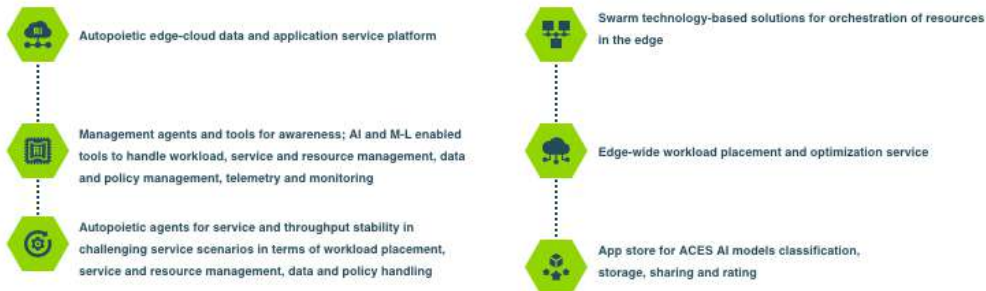 Autopoietic edge-cloud data and application service platform
Management agents and tools for awareness; AI and M-L enabled
tools to handle workload, service and resource management, data
and policy management, telemetry and monitoring
Autopoietic agents for service and throughput stability in
challenging service scenarios in terms of workload placement,
service and resource management, data and policy handling
Swarm technology-based solutions for orchestration of resources
in the edge
Edge-wide workload placement and optimization service
App store for ACES AI models classification,
storage, sharing and rating